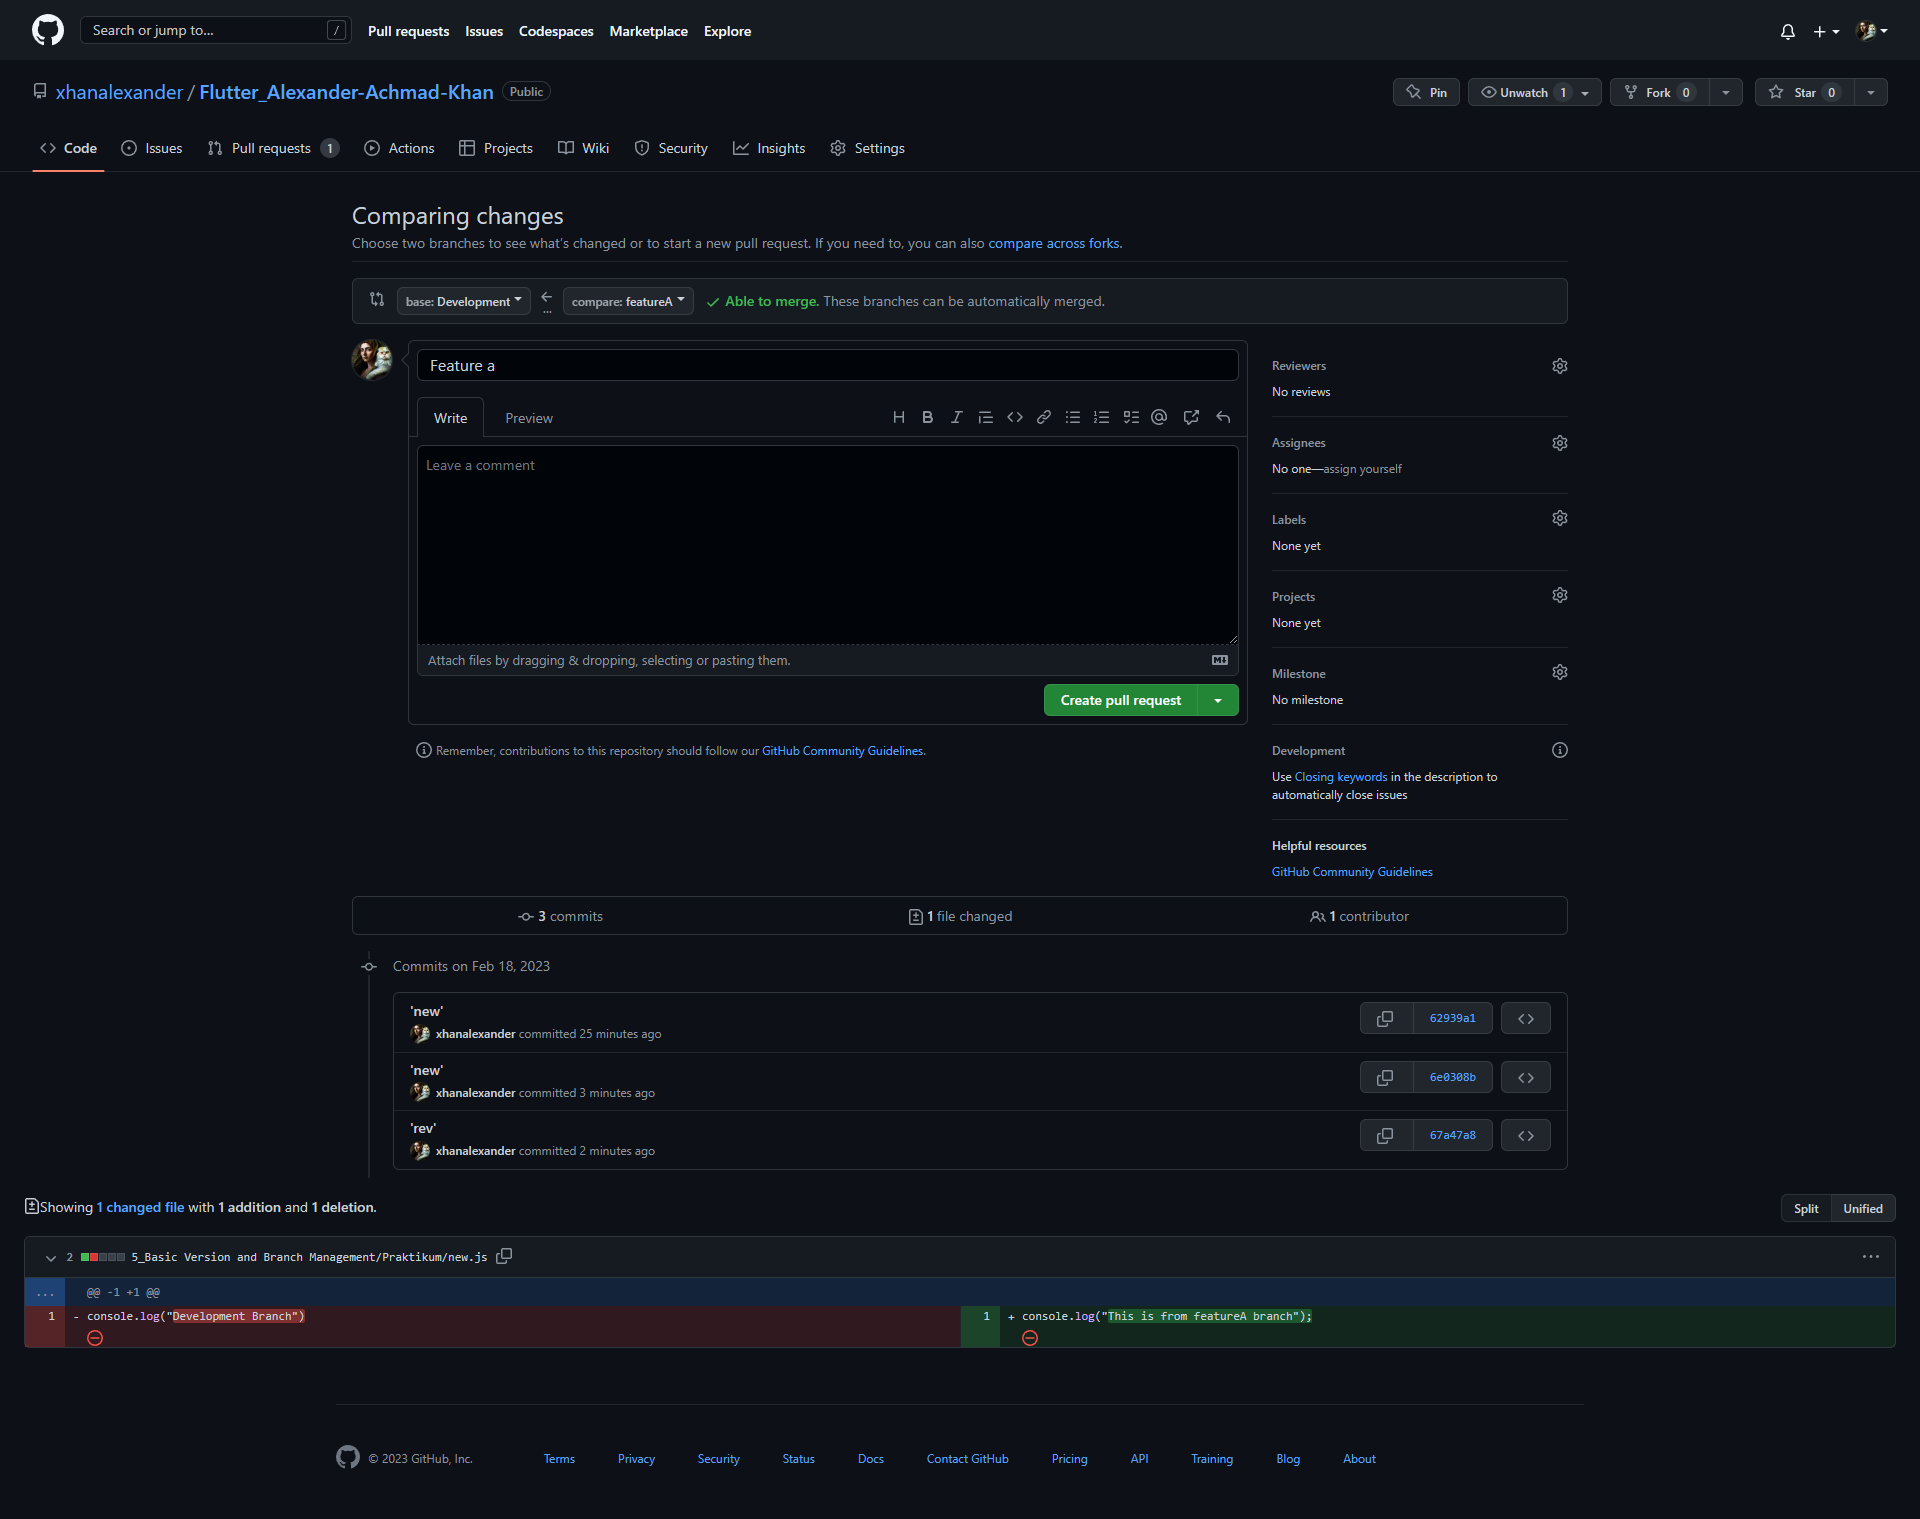 Search or jump to... /
Pull requests Issues Codespaces Marketplace Explore
xhanalexander / Flutter_Alexander-Achmad-Khan Public
Pin Unwatch 1 Fork 0 Star 0
Code Issues Pull requests 1 Actions Projects Wiki Security Insights Settings
Comparing changes
Choose two branches to see what's changed or to start a new pull request. If you need to, you can also compare across forks.
base: Development ... compare: featureA Able to merge. These branches can be automatically merged.
Feature a
Write Preview
Leave a comment
Attach files by dragging & dropping, selecting or pasting them.
Create pull request
Remember, contributions to this repository should follow our GitHub Community Guidelines.
Reviewers
No reviews
Assignees
No one—assign yourself
Labels
None yet
Projects
None yet
Milestone
No milestone
Development
Use Closing keywords in the description to
automatically close issues
Helpful resources
GitHub Community Guidelines
3 commits 1 file changed 1 contributor
Commits on Feb 18, 2023
'new'
xhanalexander committed 25 minutes ago
62939a1
'new'
xhanalexander committed 3 minutes ago
6e0308b
'rev'
xhanalexander committed 2 minutes ago
67a47a8
Showing 1 changed file with 1 addition and 1 deletion.
Split Unified
2 5_Basic Version and Branch Management/Praktikum/new.js ...
... @@ -1 +1 @@
1 - console.log("Development Branch") 1 + console.log("This is from featureA branch");
© 2023 GitHub, Inc. Terms Privacy Security Status Docs Contact GitHub Pricing API Training Blog About